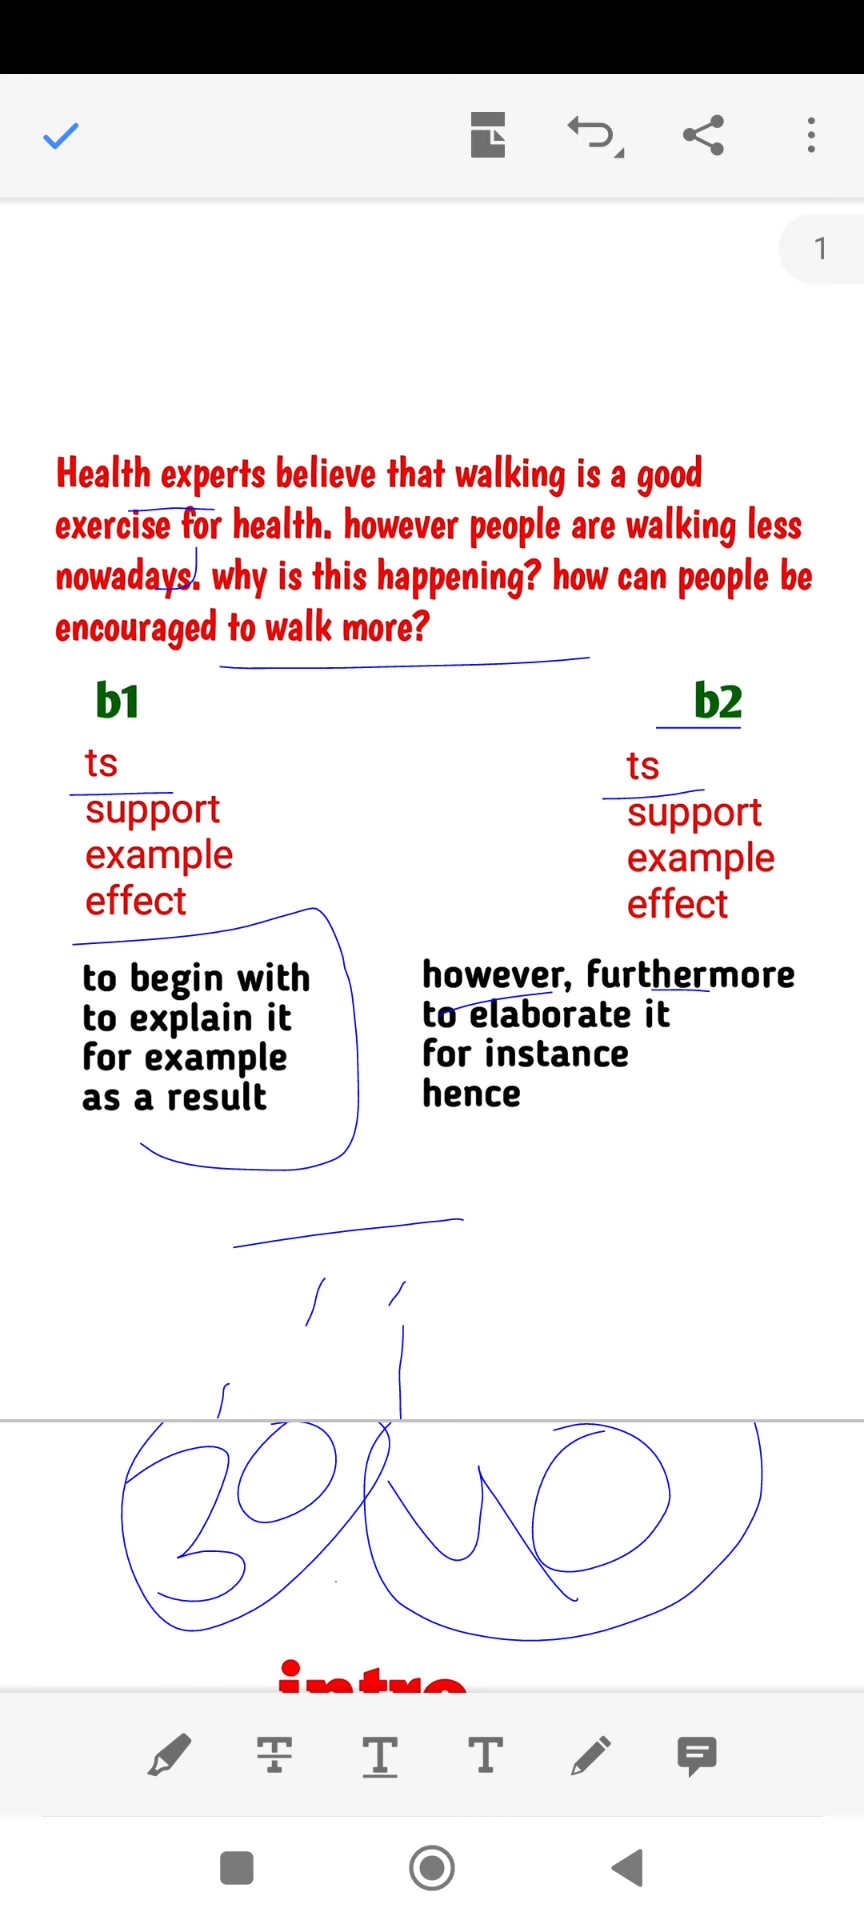 1
Health experts believe that walking is a good
exercise for health. however people are walking less
nowadays. why is this happening? how can people be
encouraged to walk more?
b1
b2
ts
support
example
effect
ts
support
example
effect
to begin with
to explain it
for example
as a result
however, furthermore
to elaborate it
for instance
hence
30
40
intro